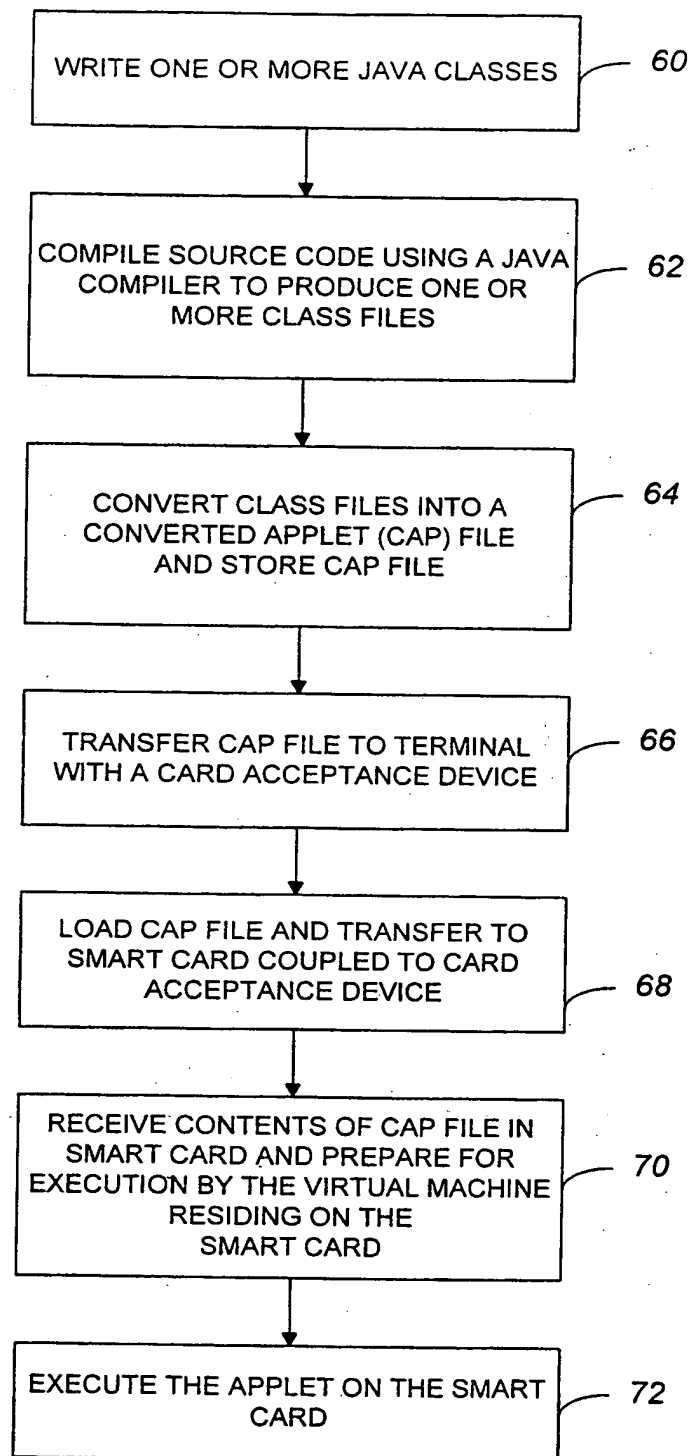 WRITE ONE OR MORE JAVA CLASSES
60
COMPILE SOURCE CODE USING A JAVA
COMPILER TO PRODUCE ONE OR
MORE CLASS FILES
62
CONVERT CLASS FILES INTO A
CONVERTED APPLET (CAP) FILE
AND STORE CAP FILE
64
TRANSFER CAP FILE TO TERMINAL
WITH A CARD ACCEPTANCE DEVICE
66
LOAD CAP FILE AND TRANSFER TO
SMART CARD COUPLED TO CARD
ACCEPTANCE DEVICE
68
RECEIVE CONTENTS OF CAP FILE IN
SMART CARD AND PREPARE FOR
EXECUTION BY THE VIRTUAL MACHINE
RESIDING ON THE
SMART CARD
70
EXECUTE THE APPLET ON THE SMART
CARD
72